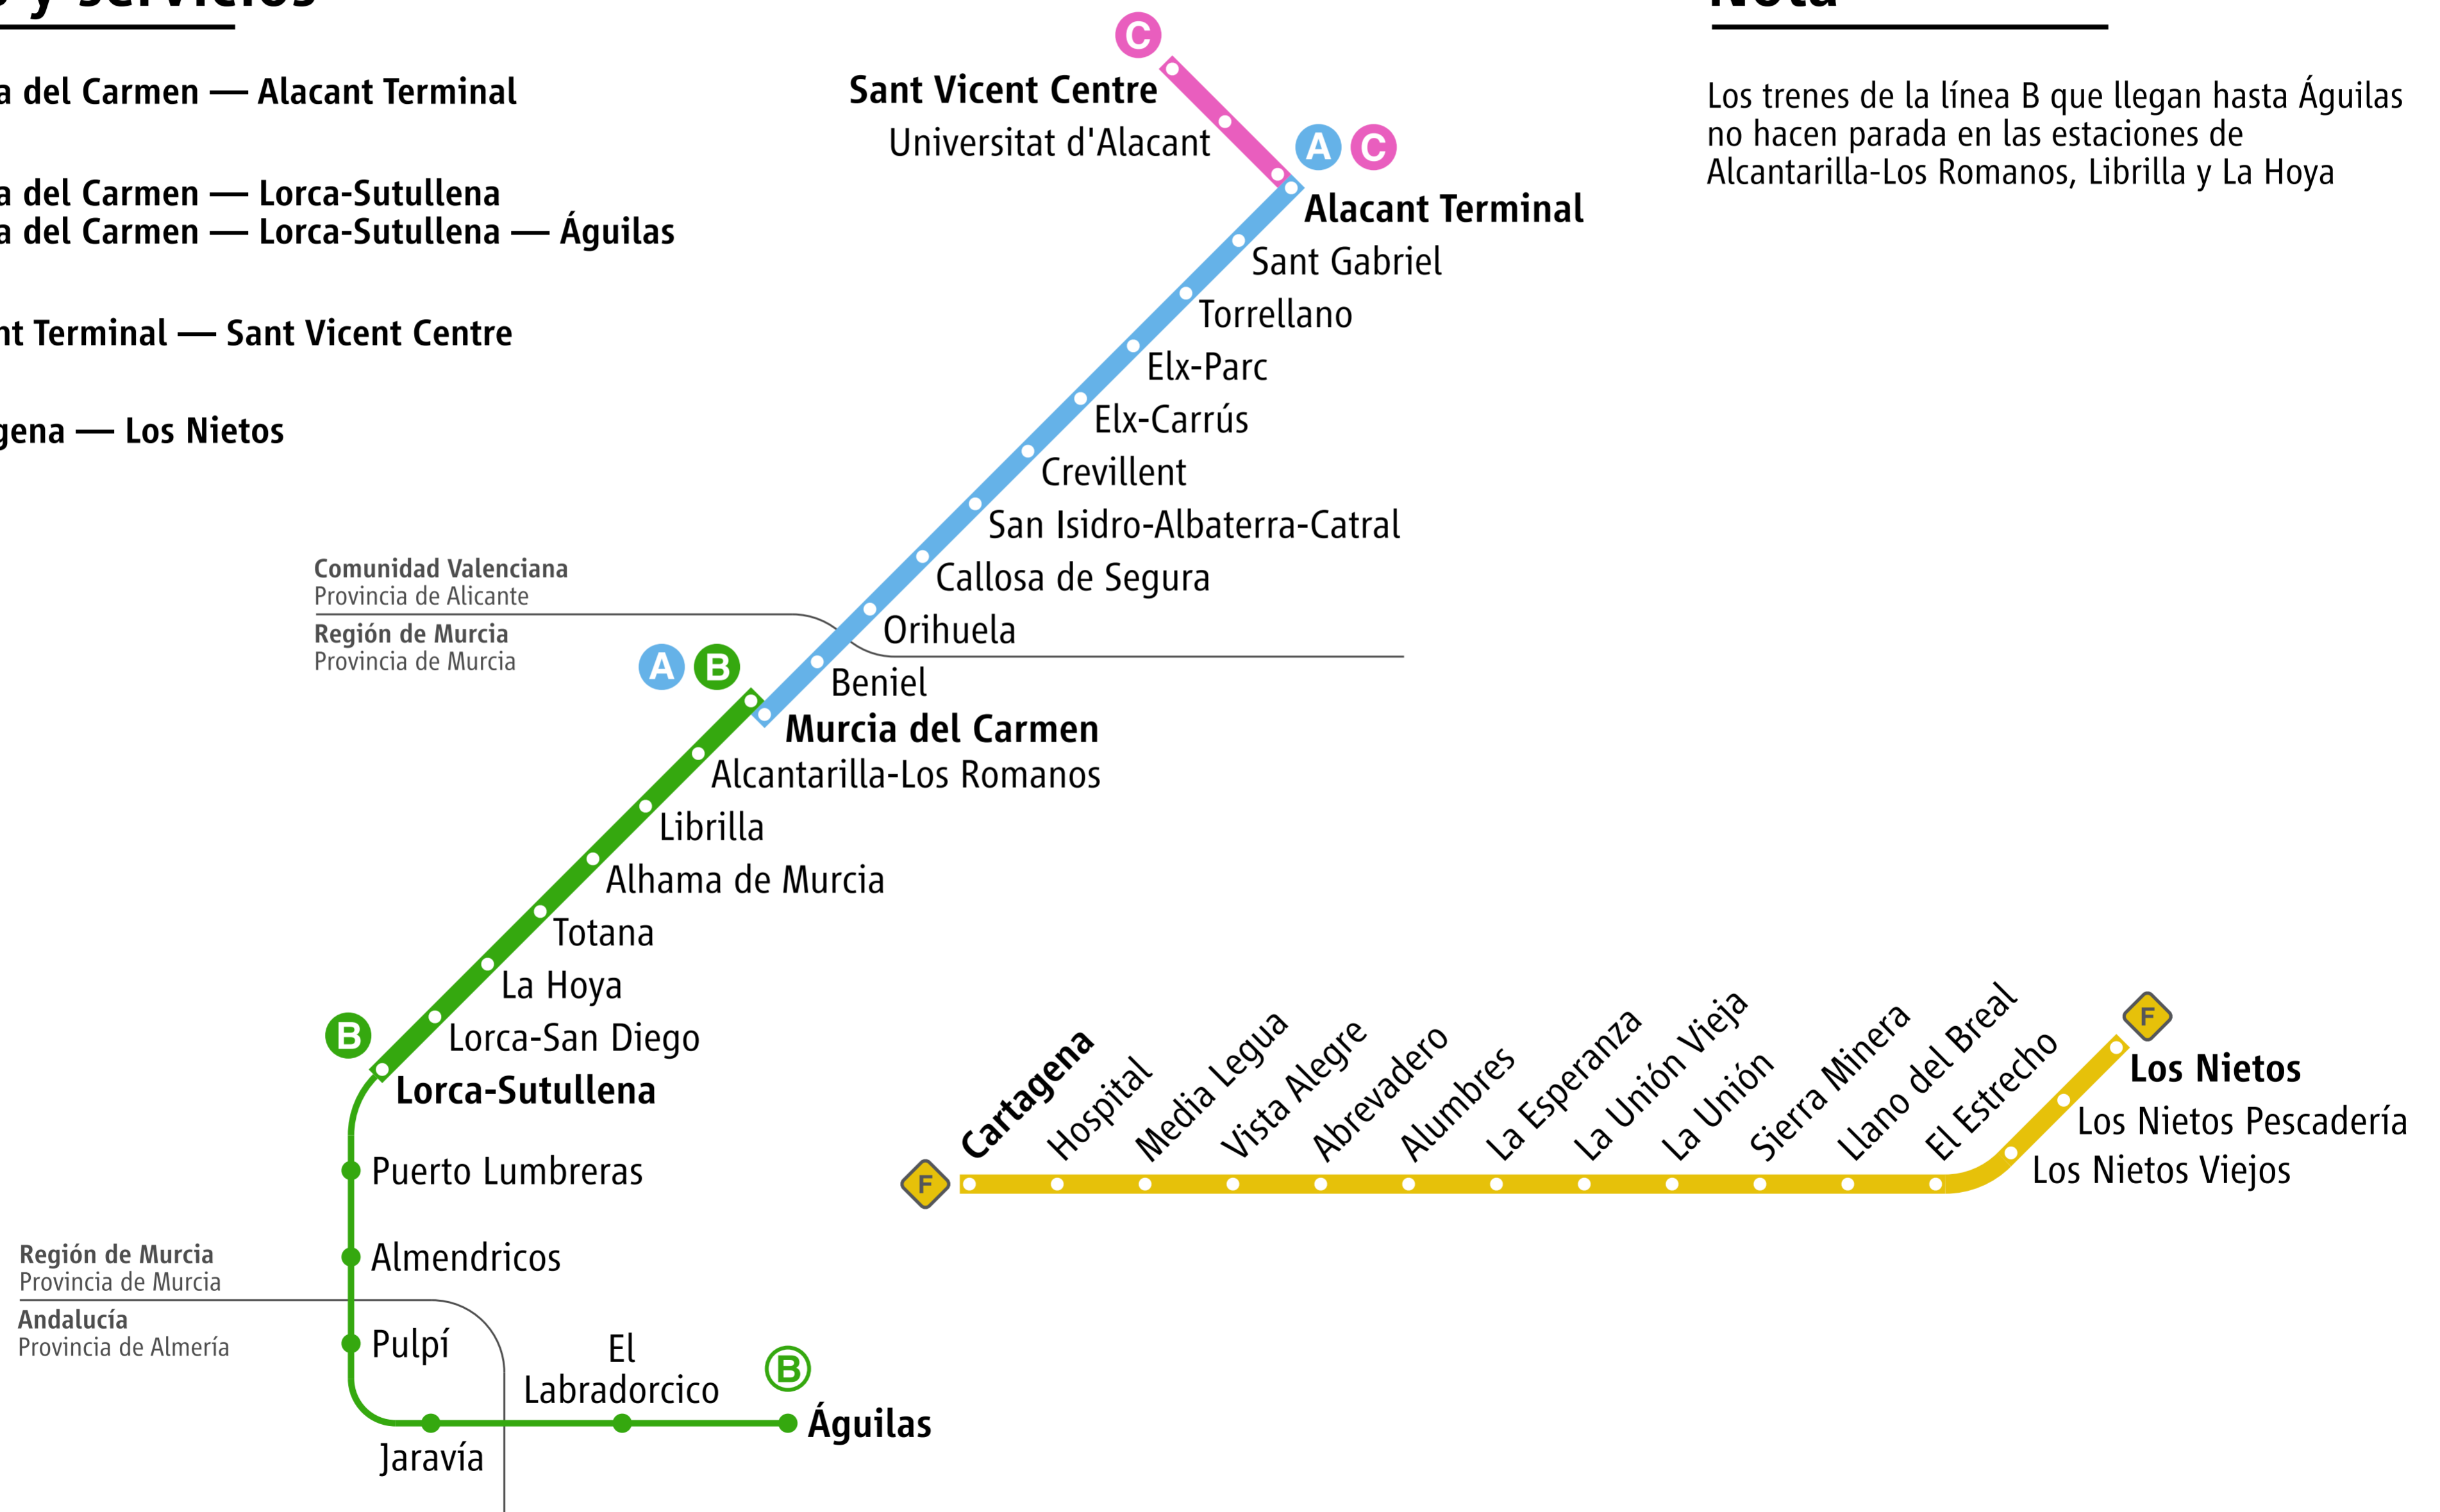 y servicios
Nota
a del Carmen — Alacant Terminal
a del Carmen — Lorca-Sutullena
a del Carmen — Lorca-Sutullena — Águilas
nt Terminal — Sant Vicent Centre
gena — Los Nietos
Los trenes de la línea B que llegan hasta Águilas
no hacen parada en las estaciones de
Alcantarilla-Los Romanos, Librilla y La Hoya
C
Sant Vicent Centre
Universitat d'Alacant
A C
Alacant Terminal
Sant Gabriel
Torrellano
Elx-Parc
Elx-Carrús
Crevillent
San Isidro-Albaterra-Catral
Callosa de Segura
Orihuela
Comunidad Valenciana
Provincia de Alicante
Región de Murcia
Provincia de Murcia
Beniel
A B
Murcia del Carmen
Alcantarilla-Los Romanos
Librilla
Alhama de Murcia
Totana
La Hoya
Lorca-San Diego
B
Lorca-Sutullena
Puerto Lumbreras
Almendricos
Región de Murcia
Provincia de Murcia
Andalucía
Provincia de Almería
Pulpí
Jaravía
El
Labradorcico
B
Águilas
F
Cartagena
Hospital
Media Legua
Vista Alegre
Abrevadero
Alumbres
La Esperanza
La Unión Vieja
La Unión
Sierra Minera
Llano del Breal
El Estrecho
Los Nietos Viejos
Los Nietos Pescadería
Los Nietos
F